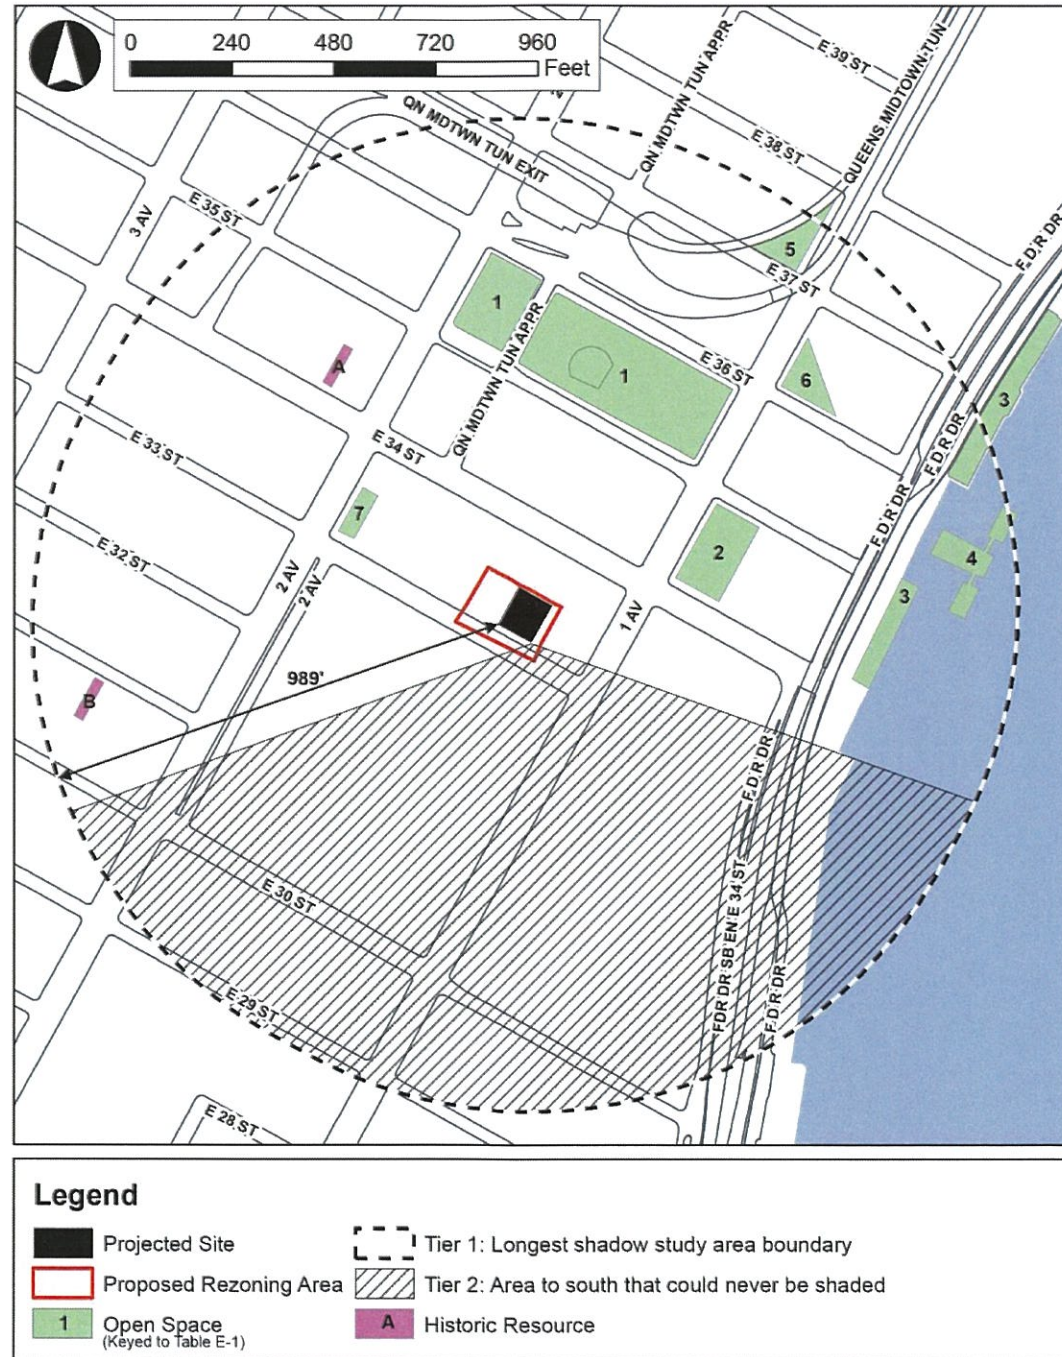 0 240 480 720 960
Feet
E 39 ST
QUEENS MIDTOWN TUN
QN MDTWN TUN APPR
E 38 ST
QN MDTWN TUN EXIT
E 35 ST
3 AV
5
E 37 ST
F D R DR
1
QN MDTWN TUN APPR
1
E 36 ST
6
3
A
F D R DR
E 34 ST
E 33 ST
F D R DR
7
2
4
E 32 ST
2 AV
2 AV
1 AV
3
989'
B
F D R DR
E 30 ST
FDR DR SB EN E 34 ST
F D R DR
E 29 ST
E 28 ST
Legend
Projected Site
Tier 1: Longest shadow study area boundary
Proposed Rezoning Area
Tier 2: Area to south that could never be shaded
1 Open Space
(Keyed to Table E-1)
A Historic Resource